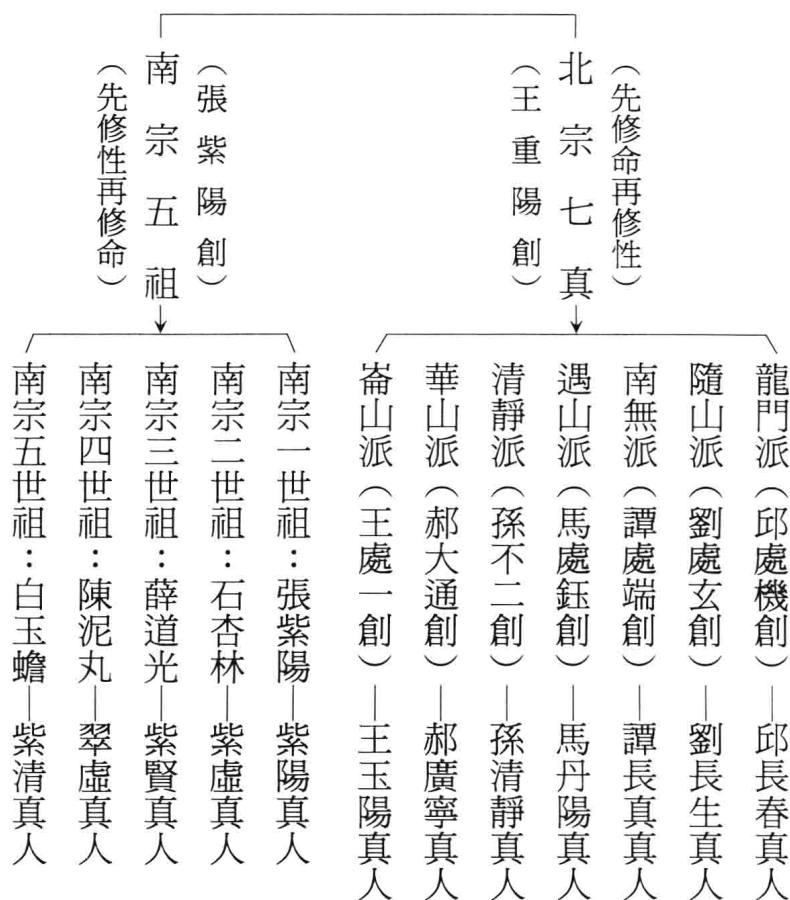 （先修命再修性）
北宗七真
（王重陽創）
龍門派（邱處機創）—邱長春真人
隨山派（劉處玄創）—劉長生真人
南無派（譚處端創）—譚長真真人
遇山派（馬處鈺創）—馬丹陽真人
清靜派（孫不二創）—孫清靜真人
華山派（郝大通創）—郝廣寧真人
崙山派（王處一創）—王玉陽真人
（張紫陽創）
南宗五祖
（先修性再修命）
南宗一世祖：張紫陽—紫陽真人
南宗二世祖：石杏林—紫虛真人
南宗三世祖：薛道光—紫賢真人
南宗四世祖：陳泥丸—翠虛真人
南宗五世祖：白玉蟾—紫清真人